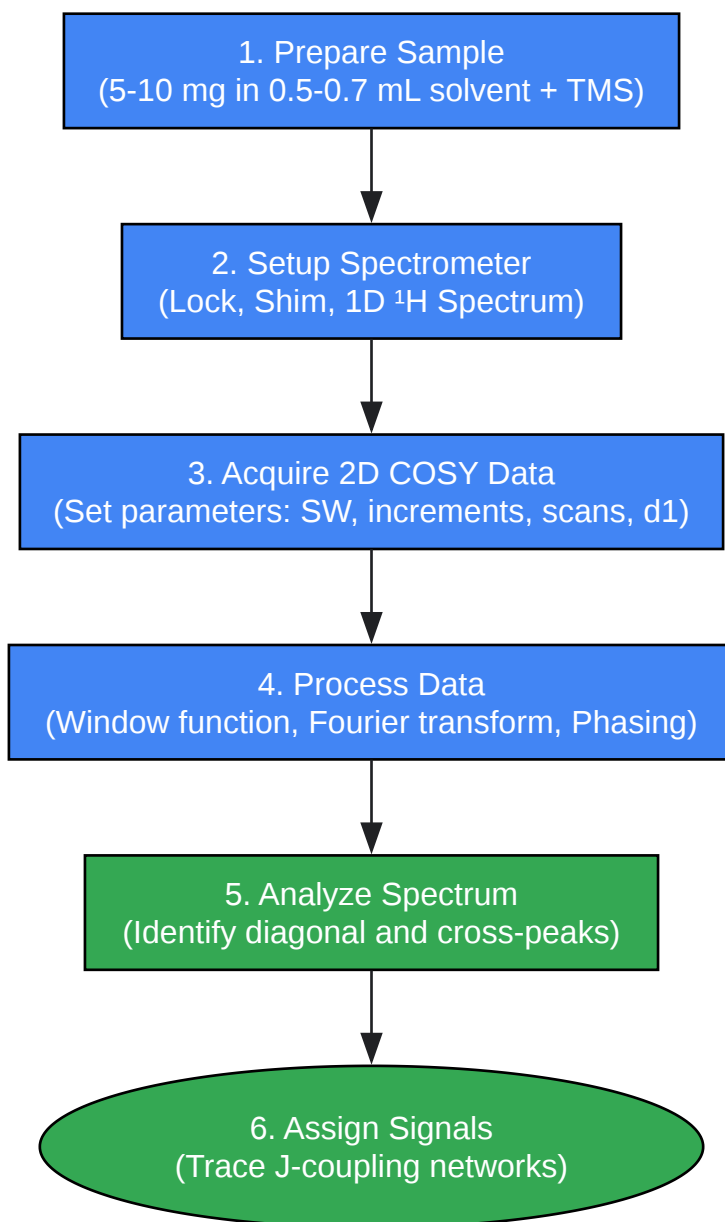 1. Prepare Sample
(5-10 mg in 0.5-0.7 mL solvent + TMS)
2. Setup Spectrometer
(Lock, Shim, 1D ¹H Spectrum)
3. Acquire 2D COSY Data
(Set parameters: SW, increments, scans, d1)
4. Process Data
(Window function, Fourier transform, Phasing)
5. Analyze Spectrum
(Identify diagonal and cross-peaks)
6. Assign Signals
(Trace J-coupling networks)